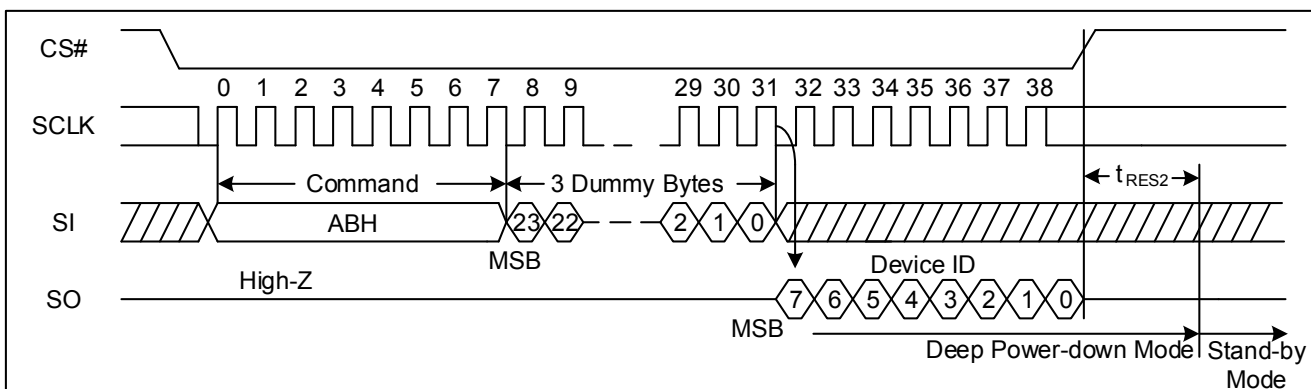 CS#
0 1 2 3 4 5 6 7 8 9 29 30 31 32 33 34 35 36 37 38
SCLK
Command 3 Dummy Bytes tRES2
SI ABH 23 22 2 1 0
MSB Device ID
High-Z
SO 7 6 5 4 3 2 1 0
MSB
Deep Power-down Mode Stand-by
Mode